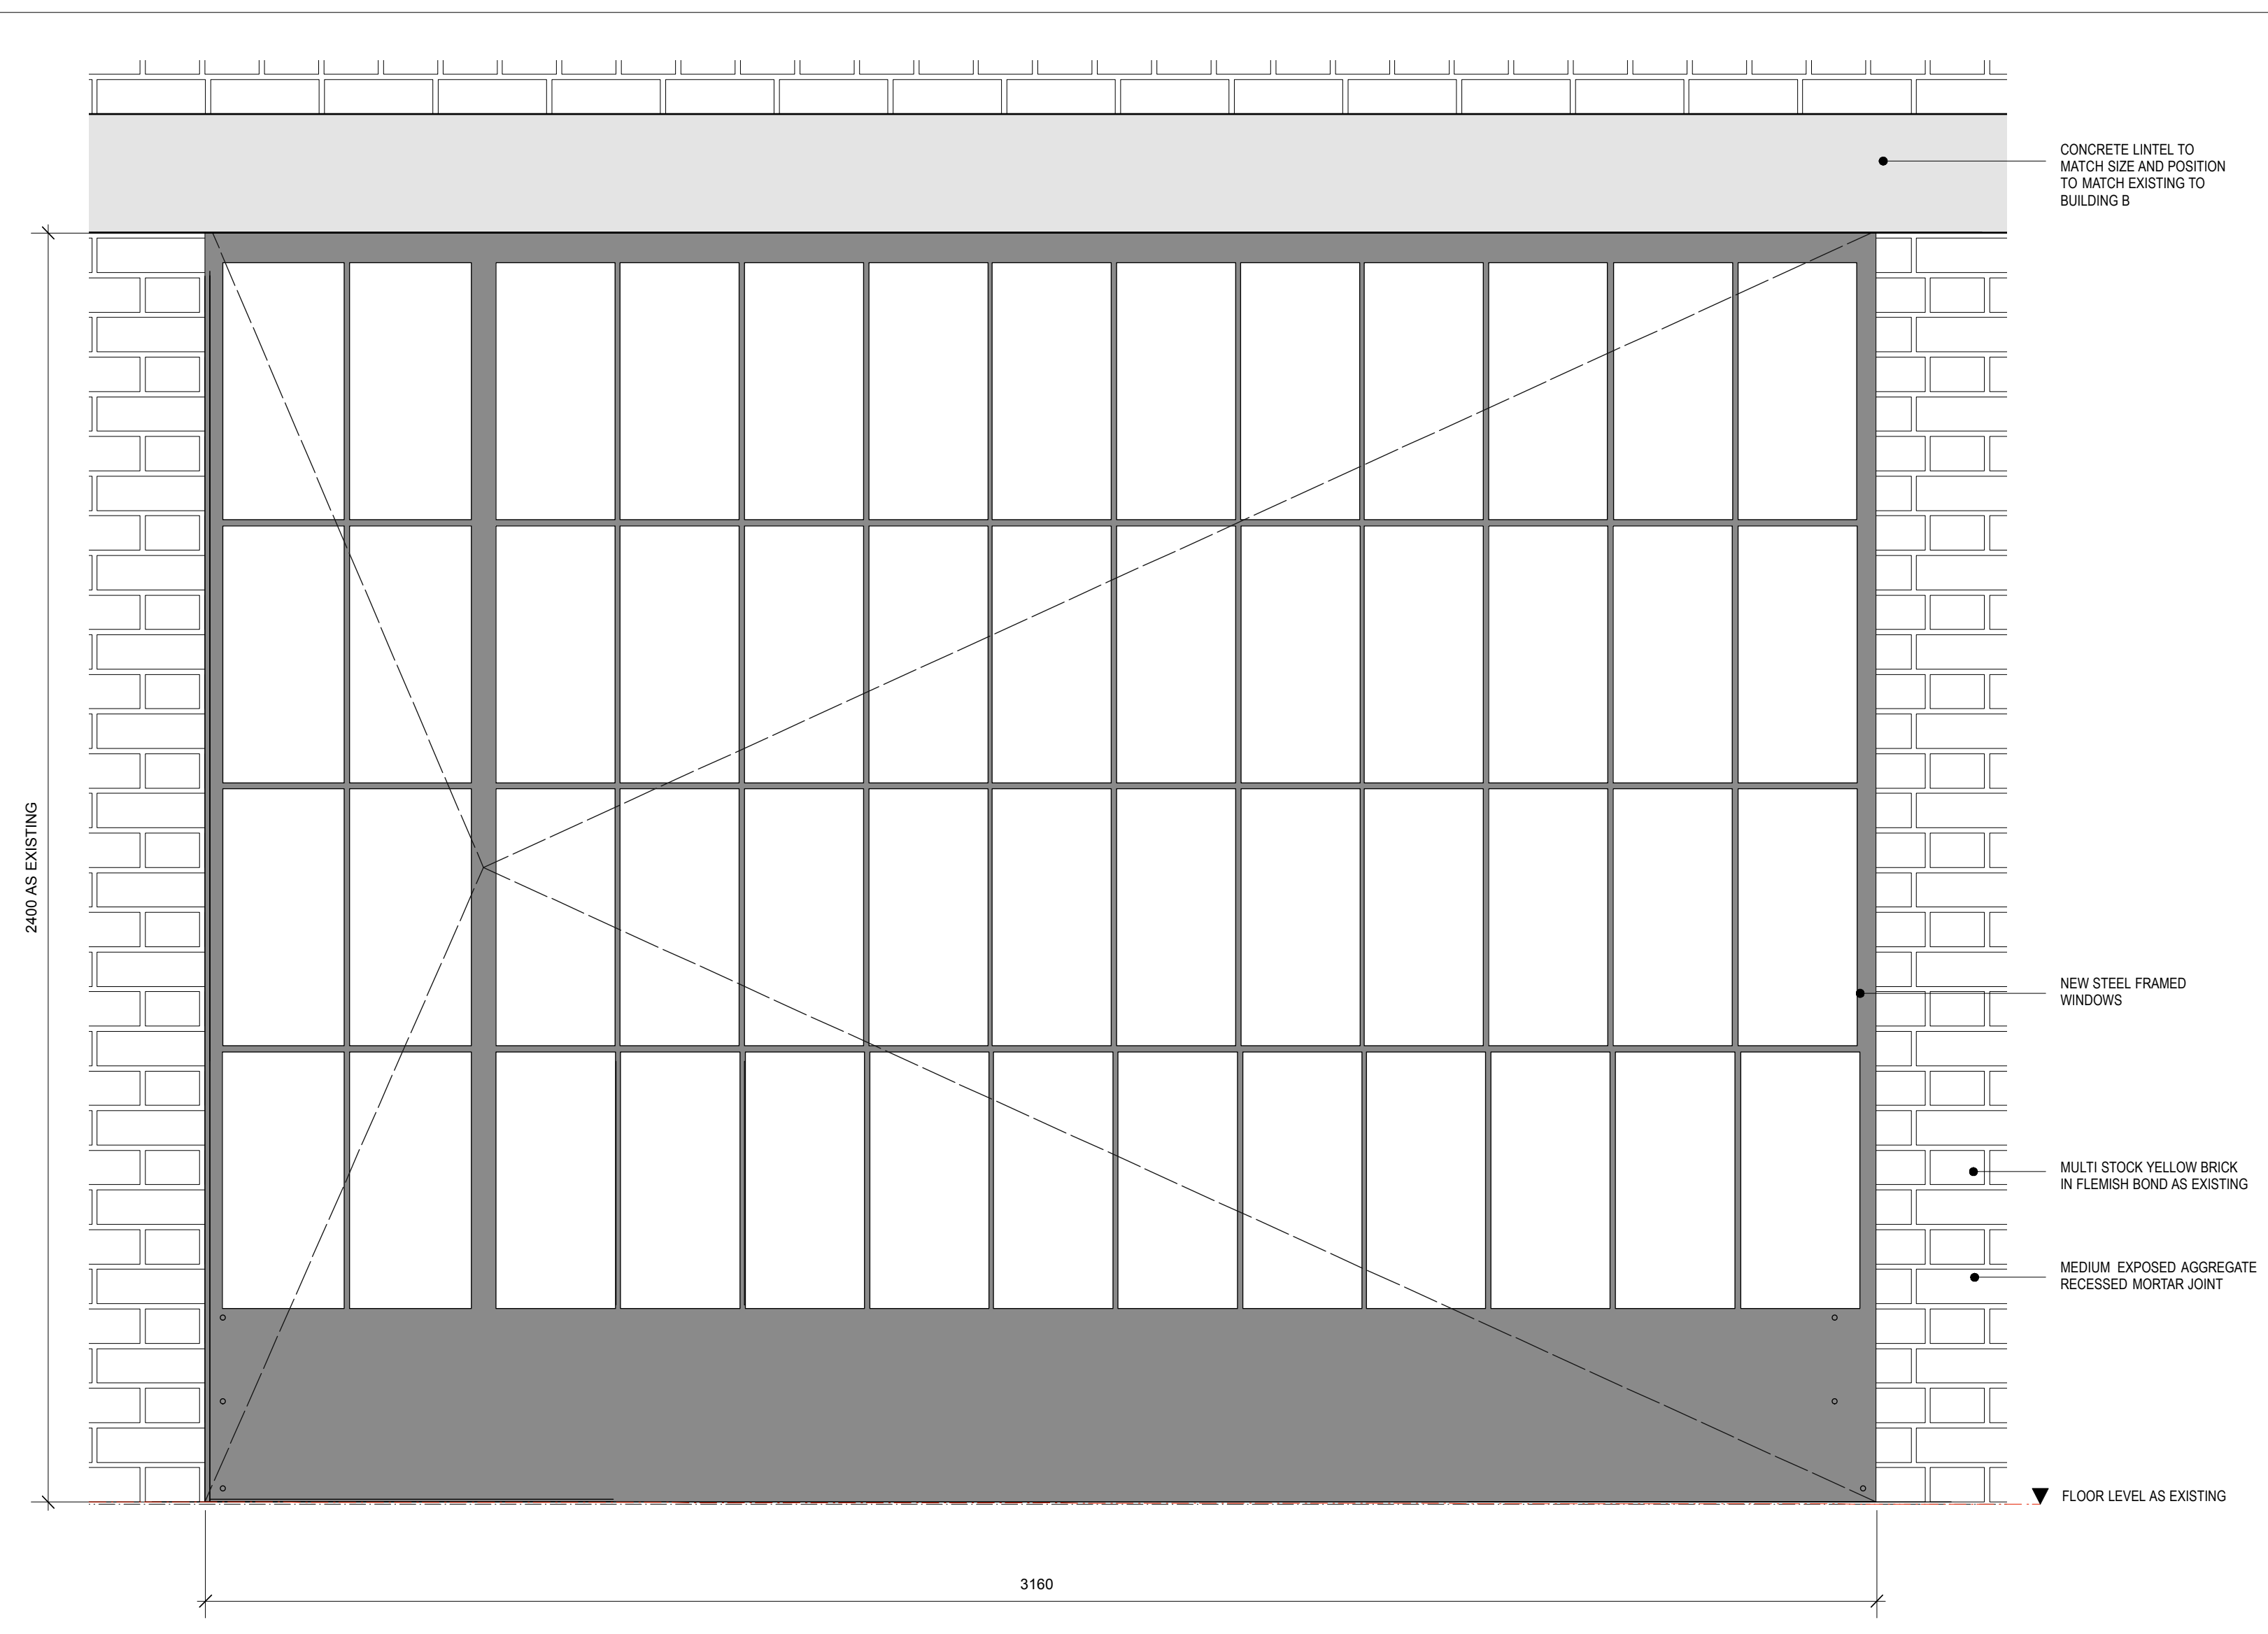 CONCRETE LINTEL TO
MATCH SIZE AND POSITION
TO MATCH EXISTING TO
BUILDING B
2400 AS EXISTING
NEW STEEL FRAMED
WINDOWS
MULTI STOCK YELLOW BRICK
IN FLEMISH BOND AS EXISTING
MEDIUM EXPOSED AGGREGATE
RECESSED MORTAR JOINT
FLOOR LEVEL AS EXISTING
3160